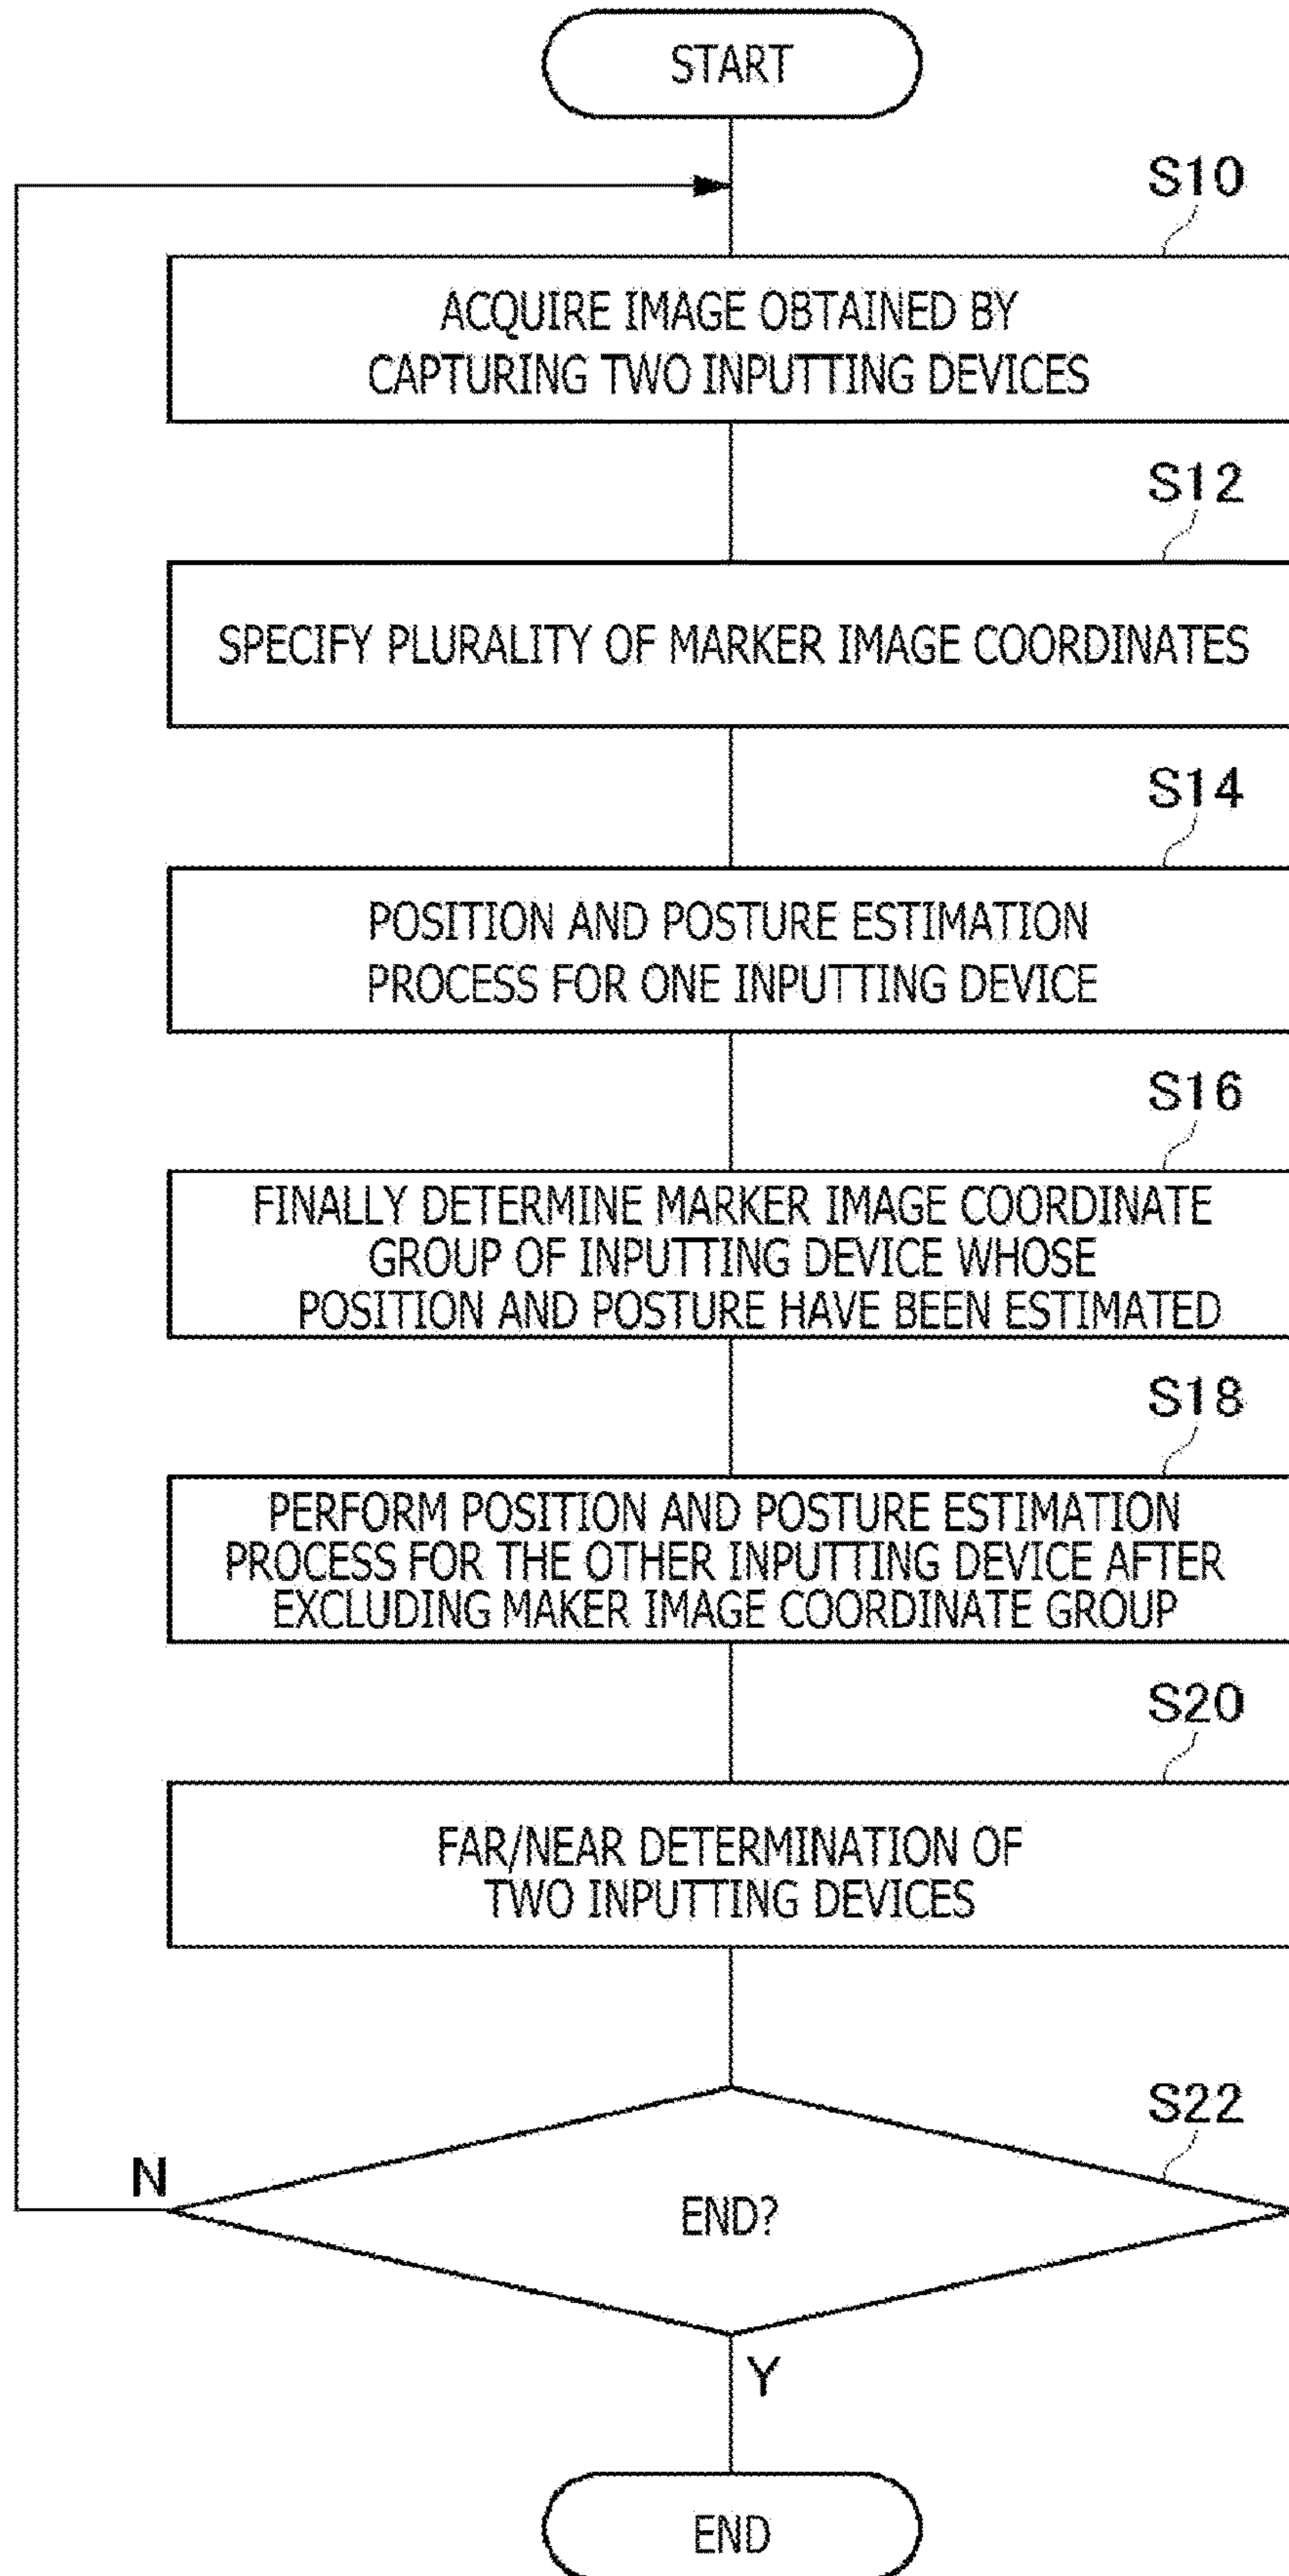 START
S10
ACQUIRE IMAGE OBTAINED BY
CAPTURING TWO INPUTTING DEVICES
S12
SPECIFY PLURALITY OF MARKER IMAGE COORDINATES
S14
POSITION AND POSTURE ESTIMATION
PROCESS FOR ONE INPUTTING DEVICE
S16
FINALLY DETERMINE MARKER IMAGE COORDINATE
GROUP OF INPUTTING DEVICE WHOSE
POSITION AND POSTURE HAVE BEEN ESTIMATED
S18
PERFORM POSITION AND POSTURE ESTIMATION
PROCESS FOR THE OTHER INPUTTING DEVICE AFTER
EXCLUDING MAKER IMAGE COORDINATE GROUP
S20
FAR/NEAR DETERMINATION OF
TWO INPUTTING DEVICES
S22
N
END?
Y
END